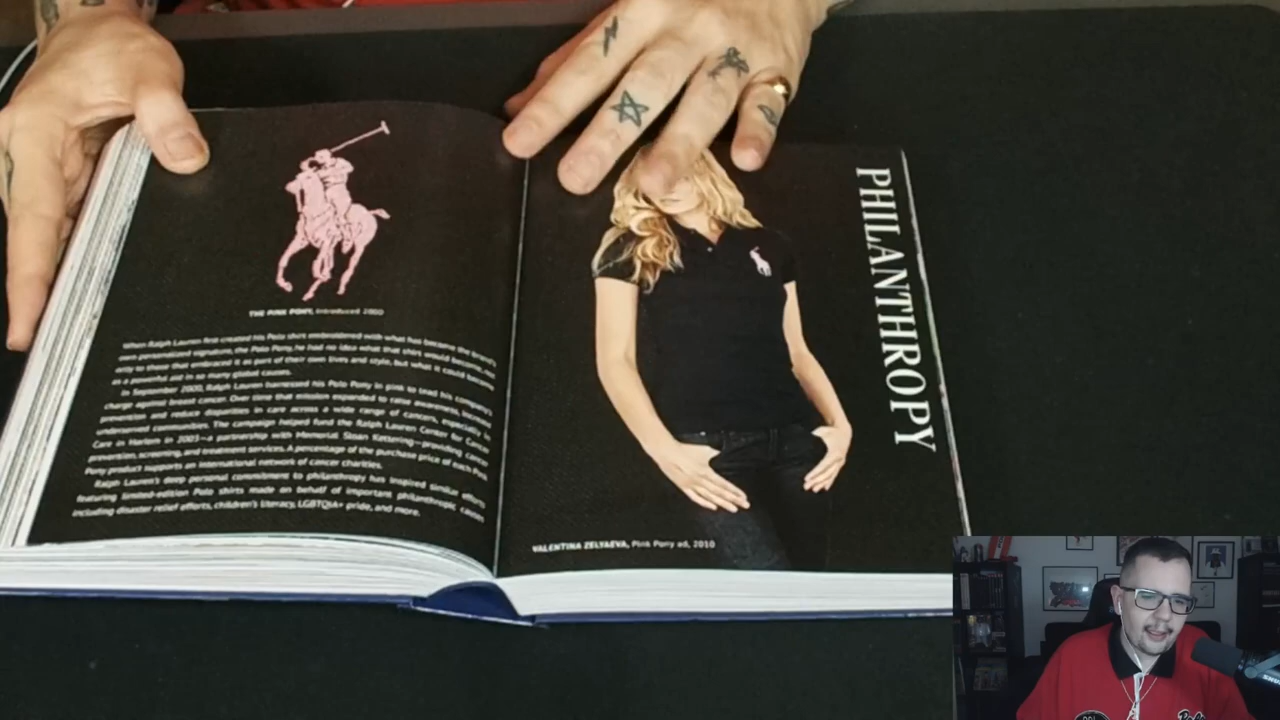 THE PINK PONY, introduced 2000
When Ralph Lauren first created his Polo shirt embroidered with what has become the brand's
own personalized signature, the Polo Pony, he had no idea what that shirt would become, not
only to those that embraced it as part of their own lives and style, but what it could become
as a powerful aid in so many global causes.
In September 2000, Ralph Lauren harnessed his Polo Pony in pink to lead his company's
charge against breast cancer. Over time that mission expanded to raise awareness, increase
prevention and reduce disparities in care across a wide range of cancers, especially in
underserved communities. The campaign helped fund the Ralph Lauren Center for Cancer
Care in Harlem in 2003—a partnership with Memorial Sloan Kettering—providing cancer
prevention, screening, and treatment services. A percentage of the purchase price of each Pink
Pony product supports an international network of cancer charities.
Ralph Lauren's deep personal commitment to philanthropy has inspired similar efforts
featuring limited-edition Polo shirts made on behalf of important philanthropic causes
including disaster relief efforts, children's literacy, LGBTQIA+ pride, and more.
PHILANTHROPY
VALENTINA ZELYAEVA, Pink Pony ad, 2010